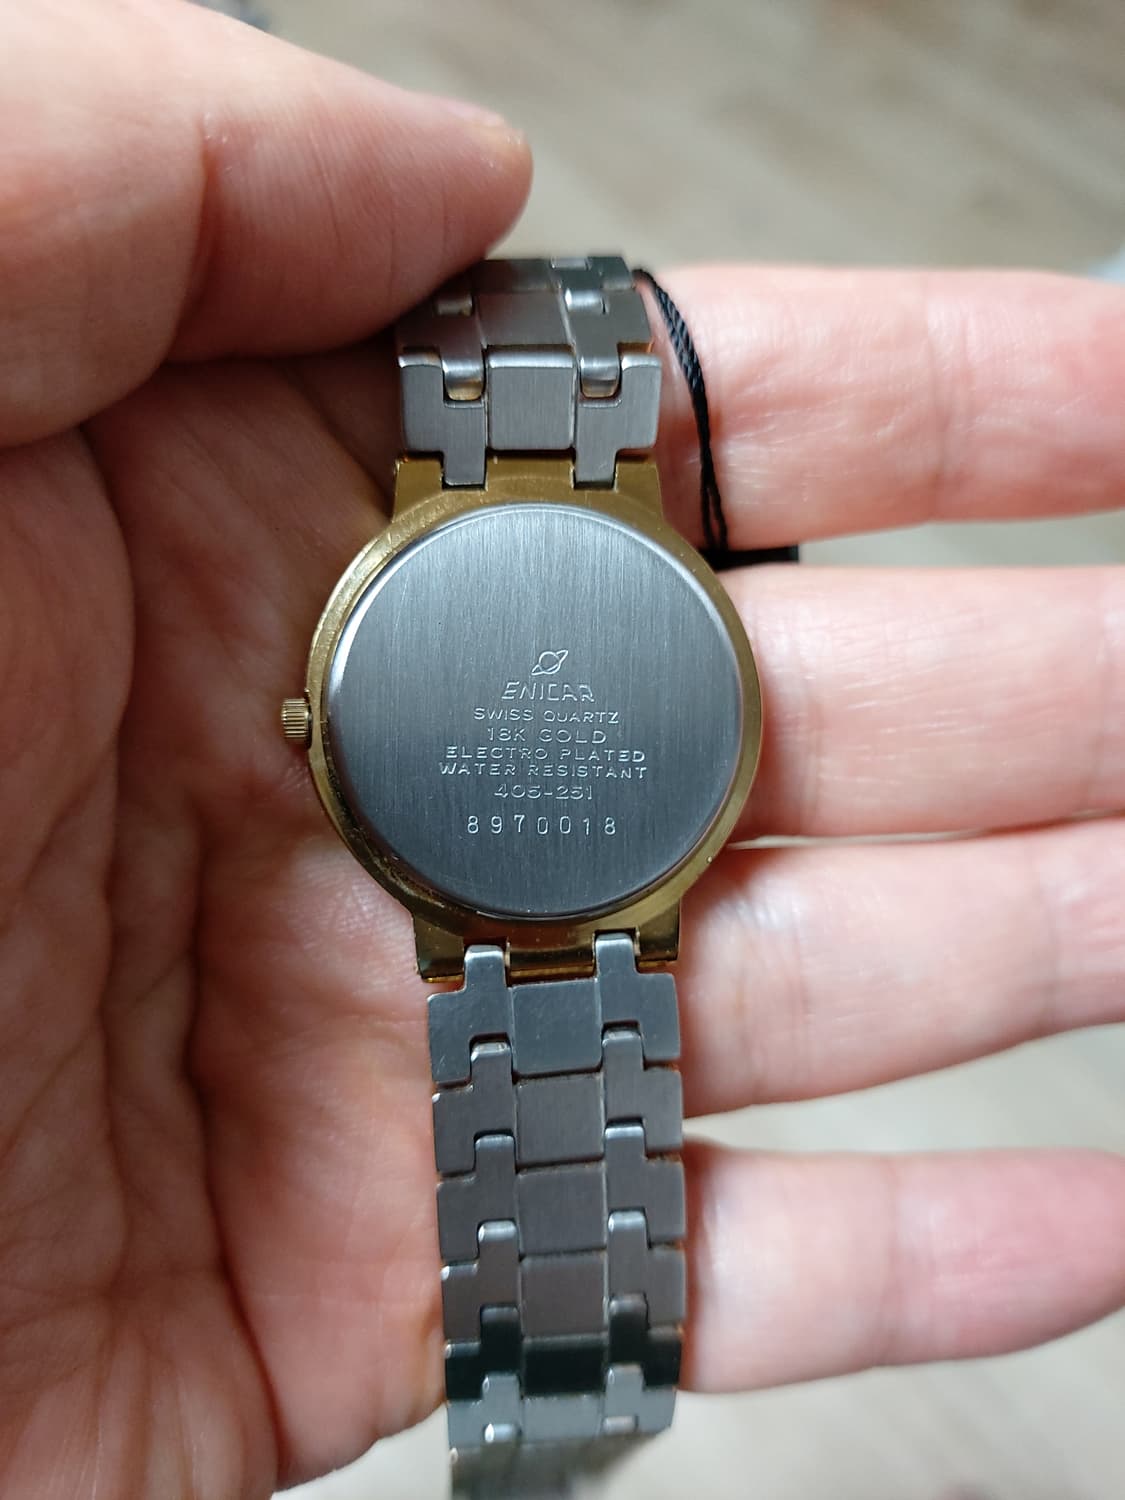 ENICAR
SWISS QUARTZ
18K GOLD
ELECTRO PLATED
WATER RESISTANT
405-251
8970018